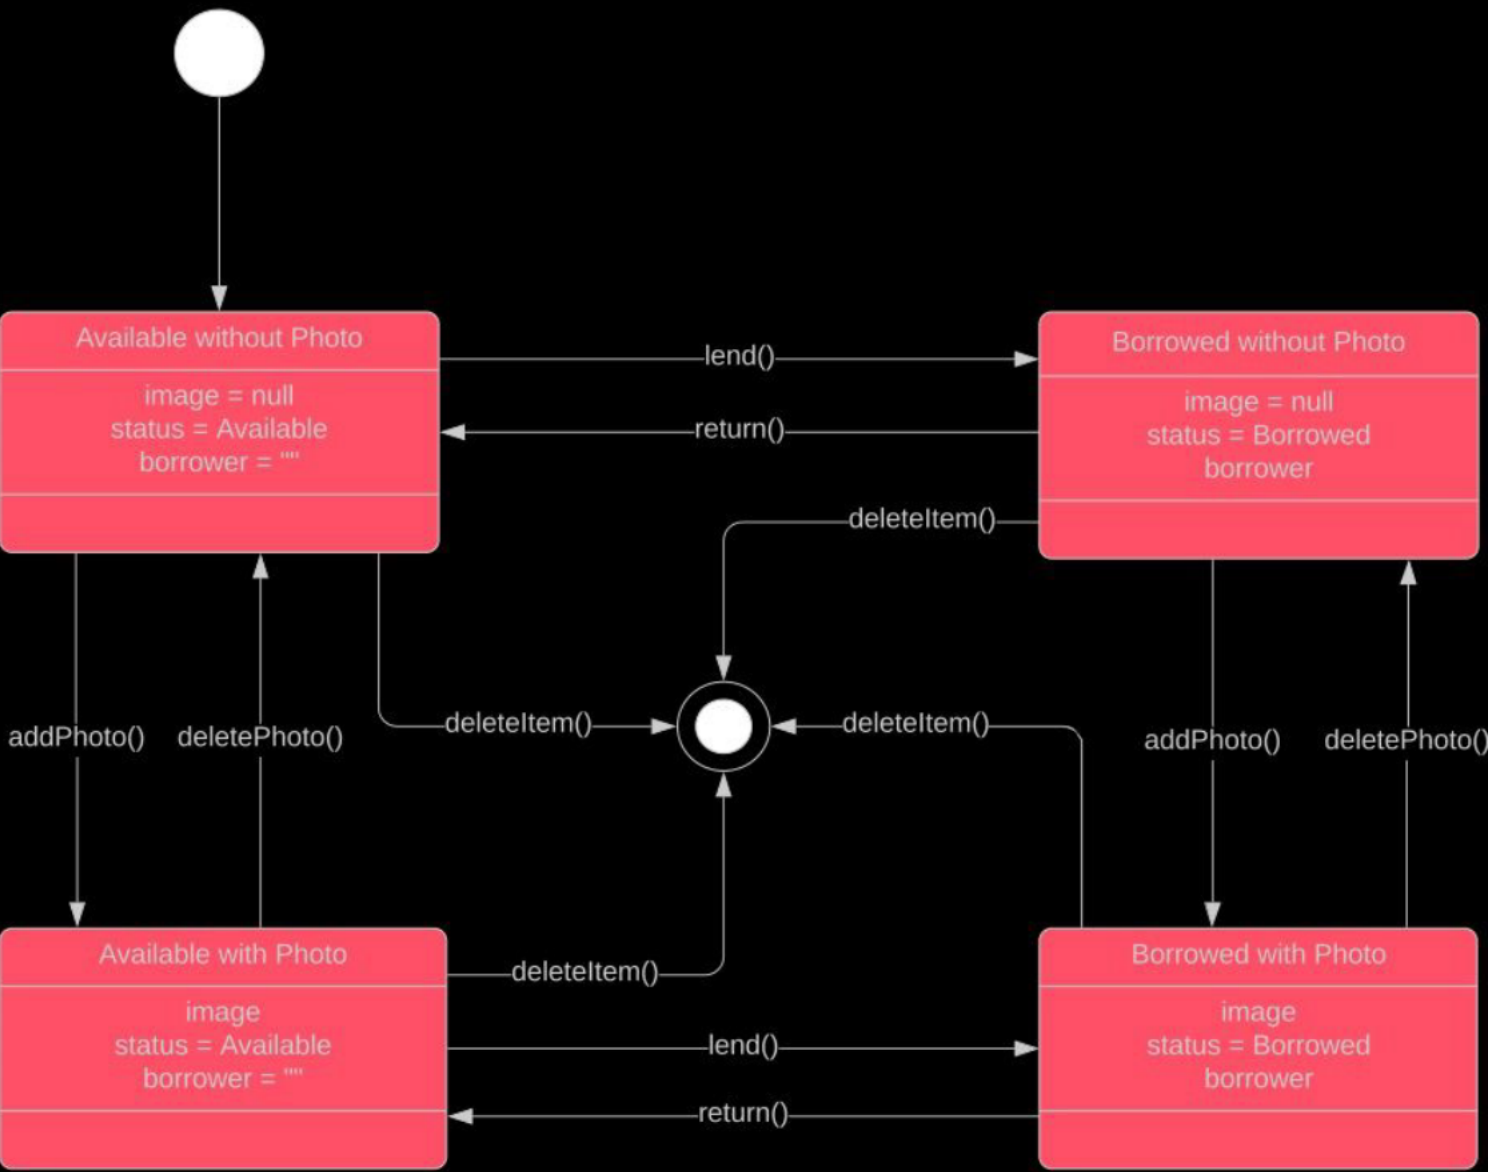 Available without Photo
image = null
status = Available
borrower = ""
lend()
return()
Borrowed without Photo
image = null
status = Borrowed
borrower
deleteItem()
addPhoto()
deletePhoto()
deleteItem()
deleteItem()
addPhoto()
deletePhoto()
Available with Photo
image
status = Available
borrower = ""
deleteItem()
lend()
return()
Borrowed with Photo
image
status = Borrowed
borrower